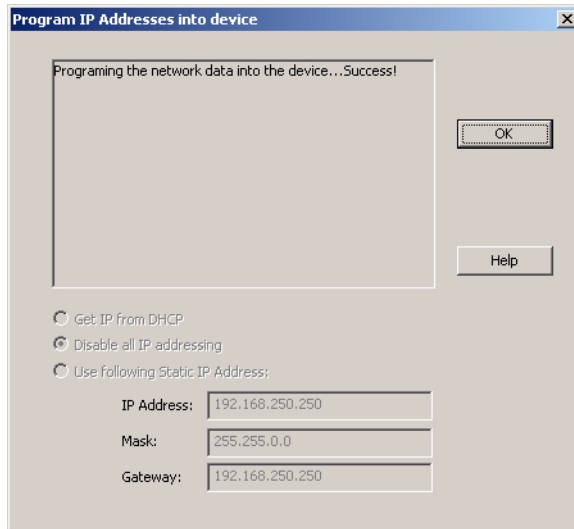 Program IP Addresses into device
Programing the network data into the device...Success!
OK
Help
Get IP from DHCP
Disable all IP addressing
Use following Static IP Address:
IP Address: 192.168.250.250
Mask: 255.255.0.0
Gateway: 192.168.250.250